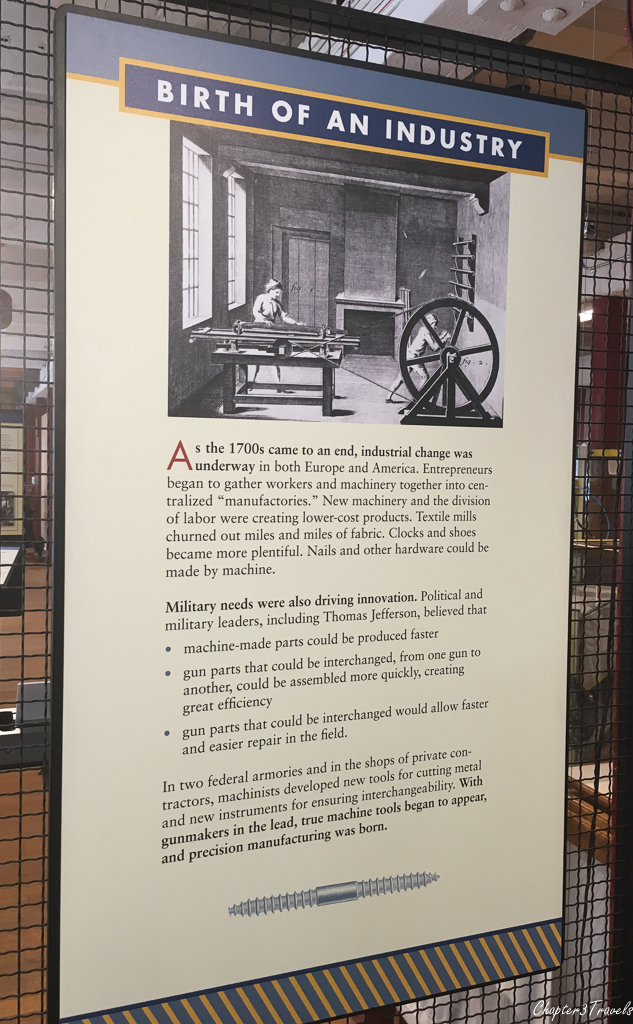 BIRTH OF AN INDUSTRY
As the 1700s came to an end, industrial change was
underway in both Europe and America. Entrepreneurs
began to gather workers and machinery together into cen-
tralized “manufactories.” New machinery and the division
of labor were creating lower-cost products. Textile mills
churned out miles and miles of fabric. Clocks and shoes
became more plentiful. Nails and other hardware could be
made by machine.
Military needs were also driving innovation. Political and
military leaders, including Thomas Jefferson, believed that
• machine-made parts could be produced faster
• gun parts that could be interchanged, from one gun to
another, could be assembled more quickly, creating
great efficiency
• gun parts that could be interchanged would allow faster
and easier repair in the field.
In two federal armories and in the shops of private con-
tractors, machinists developed new tools for cutting metal
and new instruments for ensuring interchangeability. With
gunmakers in the lead, true machine tools began to appear,
and precision manufacturing was born.
Chapter3Travels